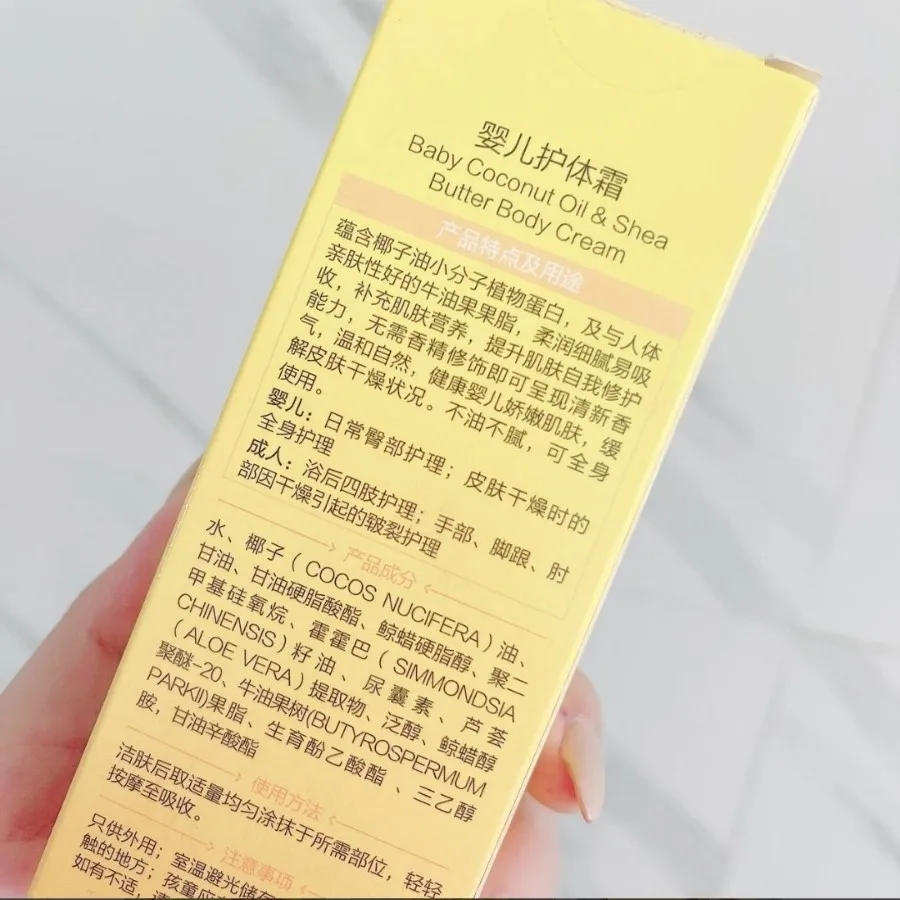 婴儿护体霜
Baby Coconut Oil & Shea
Butter Body Cream
产品特点及用途
蕴含椰子油小分子植物蛋白，及与人体
亲肤性好的牛油果果脂，柔润细腻易吸
收，补充肌肤营养，提升肌肤自我修护
能力，无需香精修饰即可呈现清新香
气，温和自然，健康婴儿娇嫩肌肤，缓
解皮肤干燥状况。不油不腻，可全身
使用。
婴儿：日常臀部护理；皮肤干燥时的
全身护理
成人：浴后四肢护理；手部、脚跟、肘
部因干燥引起的皲裂护理
产品成分
水、椰子（COCOS NUCIFERA）油、
甘油、甘油硬脂酸酯、鲸蜡硬脂醇、聚二
甲基硅氧烷、霍霍巴（SIMMONDSIA
CHINENSIS）籽油、尿囊素、芦荟
（ALOE VERA）提取物、泛醇、鲸蜡醇
聚醚-20、牛油果树(BUTYROSPERMUM
PARKII)果脂、生育酚乙酸酯、三乙醇
胺，甘油辛酸酯
使用方法
洁肤后取适量均匀涂抹于所需部位，轻轻
按摩至吸收。
注意事项
只供外用；室温避光储存
触的地方；孩童应
如有不适，请